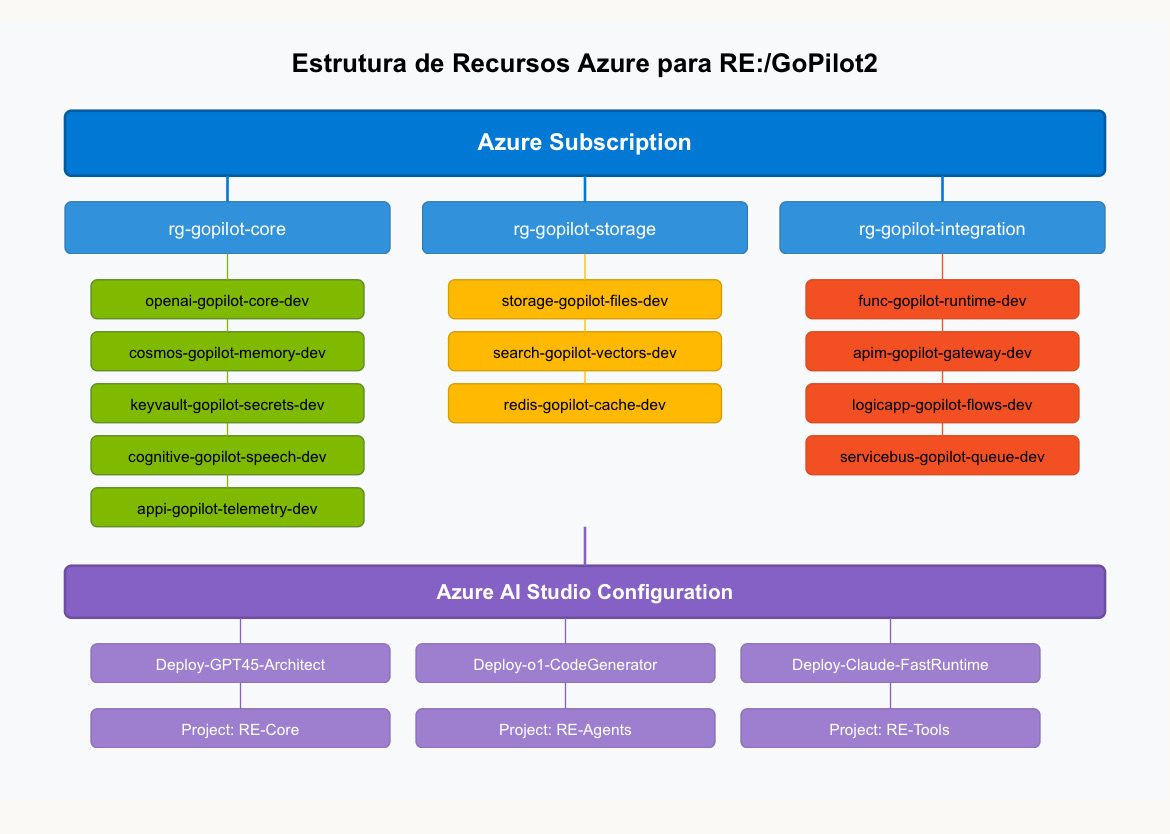 Estrutura de Recursos Azure para RE:/GoPilot2
Azure Subscription
rg-gopilot-core
openai-gopilot-core-dev
cosmos-gopilot-memory-dev
keyvault-gopilot-secrets-dev
cognitive-gopilot-speech-dev
appi-gopilot-telemetry-dev
rg-gopilot-storage
storage-gopilot-files-dev
search-gopilot-vectors-dev
redis-gopilot-cache-dev
rg-gopilot-integration
func-gopilot-runtime-dev
apim-gopilot-gateway-dev
logicapp-gopilot-flows-dev
servicebus-gopilot-queue-dev
Azure AI Studio Configuration
Deploy-GPT45-Architect
Project: RE-Core
Deploy-o1-CodeGenerator
Project: RE-Agents
Deploy-Claude-FastRuntime
Project: RE-Tools